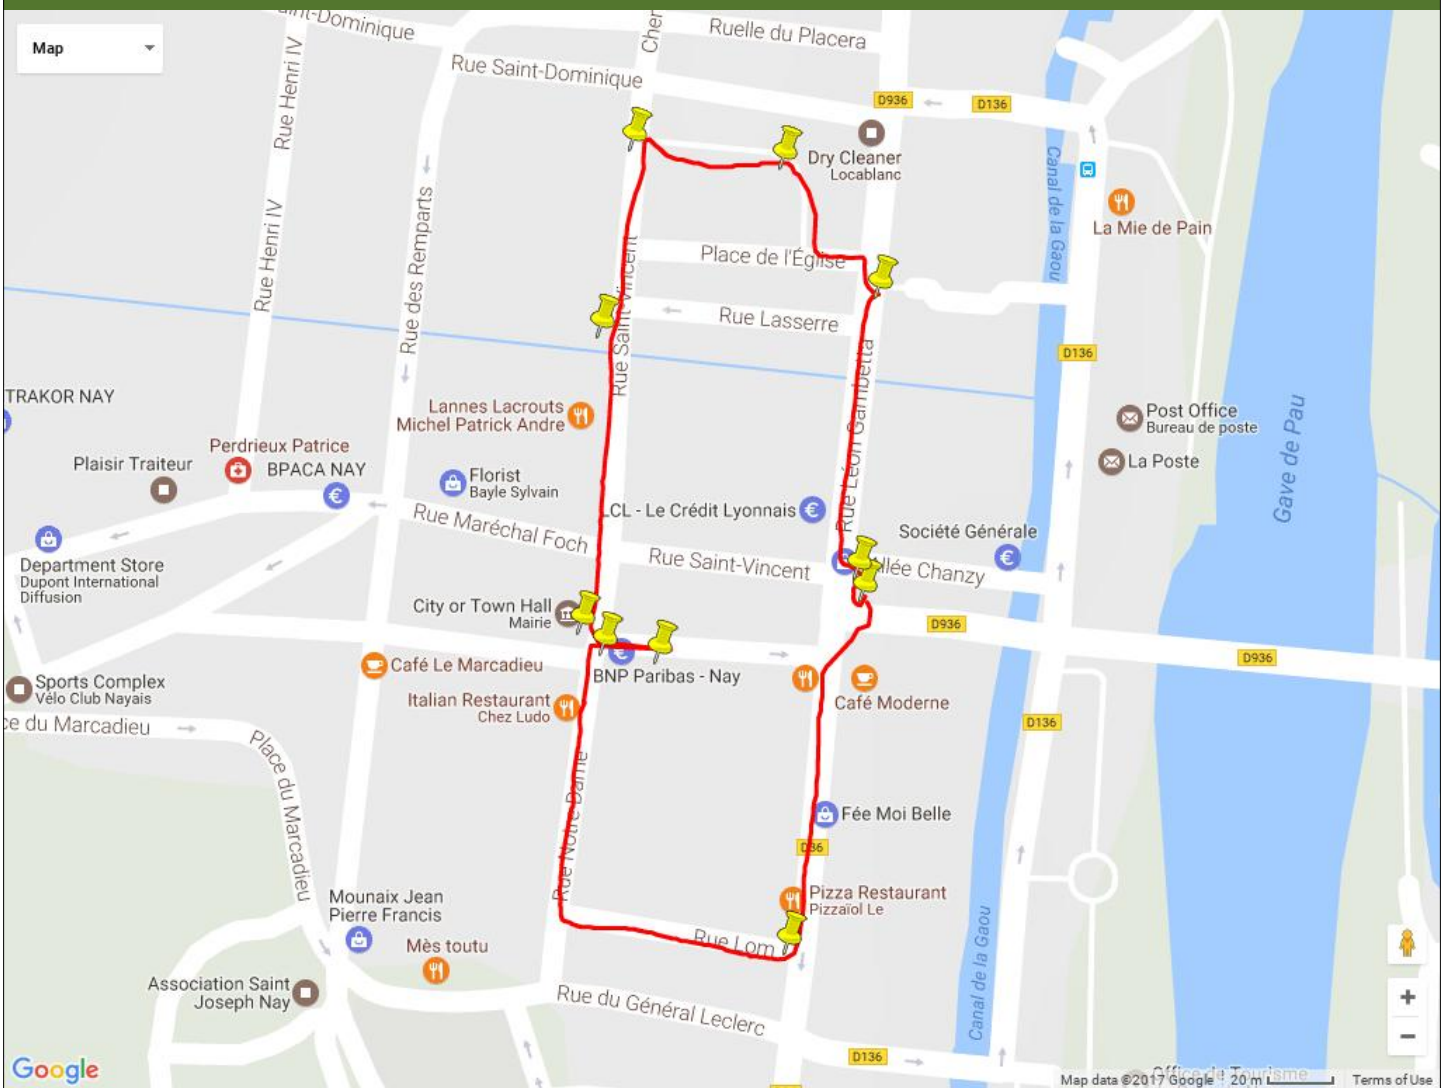 Saint-Dominique
Ruelle du Placera
Map
Rue Henri IV
Rue Saint-Dominique
D936
D136
Dry Cleaner
Locablanc
Canal de la Gaou
La Mie de Pain
Rue Henri IV
Rue des Remparts
Rue Saint-Vincent
Place de l'Église
Rue Lasserre
D136
TRAKOR NAY
Lannes Lacrouts
Michel Patrick Andre
Rue Léon Gambetta
Post Office
Bureau de poste
Gave de Pau
Perdrieux Patrice
Plaisir Traiteur
BPACA NAY
Florist
Bayle Sylvain
La Poste
LCL - Le Crédit Lyonnais
Rue Maréchal Foch
Société Générale
Department Store
Dupont International
Diffusion
Rue Saint-Vincent
Allée Chanzy
City or Town Hall
Mairie
D936
D936
Café Le Marcadieu
BNP Paribas - Nay
Sports Complex
Vélo Club Nayais
Italian Restaurant
Chez Ludo
Café Moderne
D136
ce du Marcadieu
Place du Marcadieu
Rue Notre Dame
Fée Moi Belle
D36
Mounaix Jean
Pierre Francis
Pizza Restaurant
Pizzaïol Le
Rue Lom
Mès toutu
Canal de la Gaou
Association Saint
Joseph Nay
Rue du Général Leclerc
D136
Google
Office de Tourisme
Map data ©2017 Google
20 m
Terms of Use